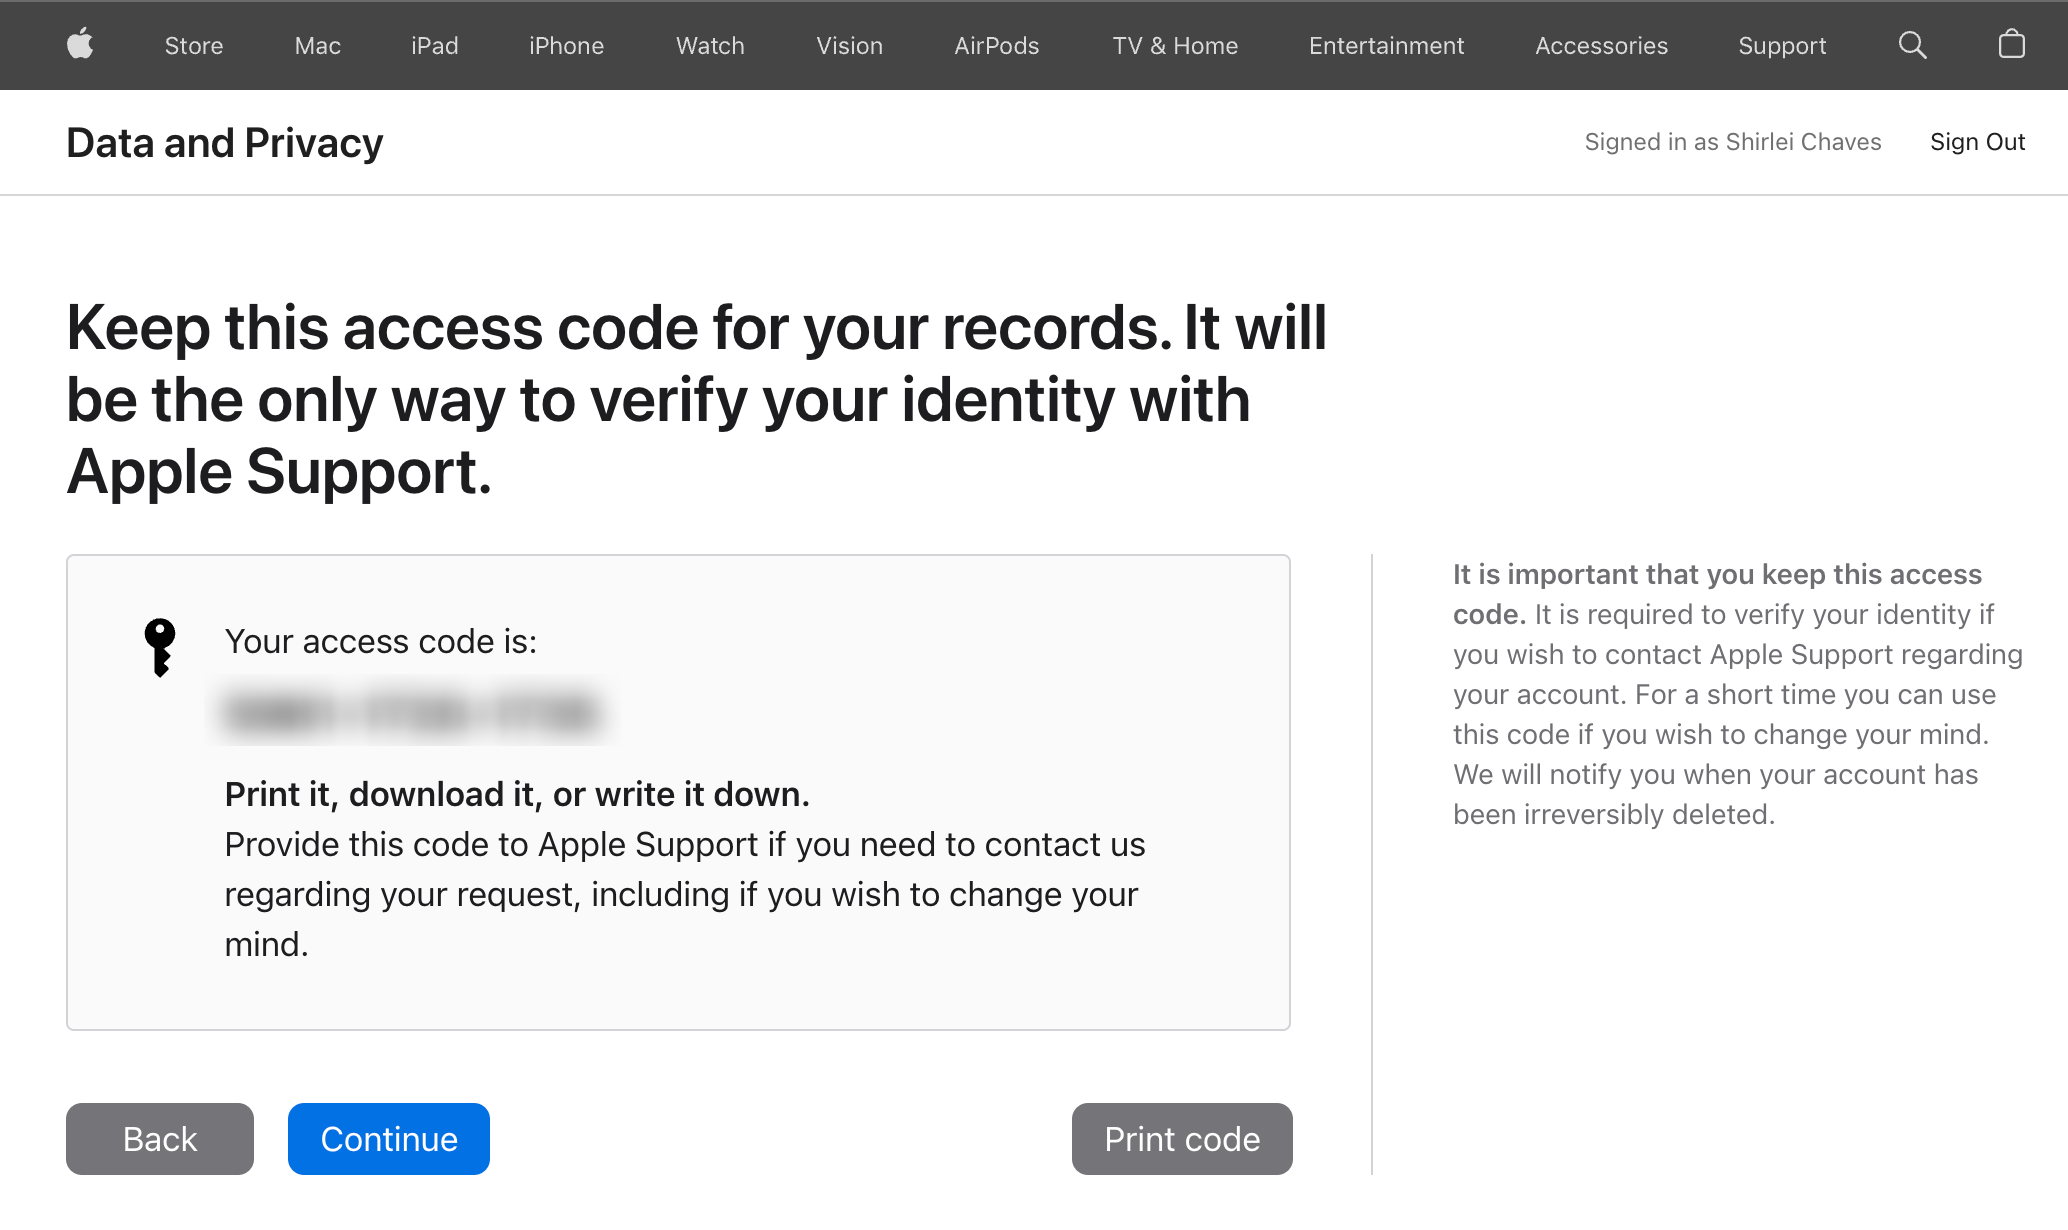 Store Mac iPad iPhone Watch Vision AirPods TV & Home Entertainment Accessories Support
Data and Privacy
Signed in as Shirlei Chaves Sign Out
Keep this access code for your records. It will
be the only way to verify your identity with
Apple Support.
Your access code is:
Print it, download it, or write it down.
Provide this code to Apple Support if you need to contact us
regarding your request, including if you wish to change your
mind.
Back Continue Print code
It is important that you keep this access
code. It is required to verify your identity if
you wish to contact Apple Support regarding
your account. For a short time you can use
this code if you wish to change your mind.
We will notify you when your account has
been irreversibly deleted.